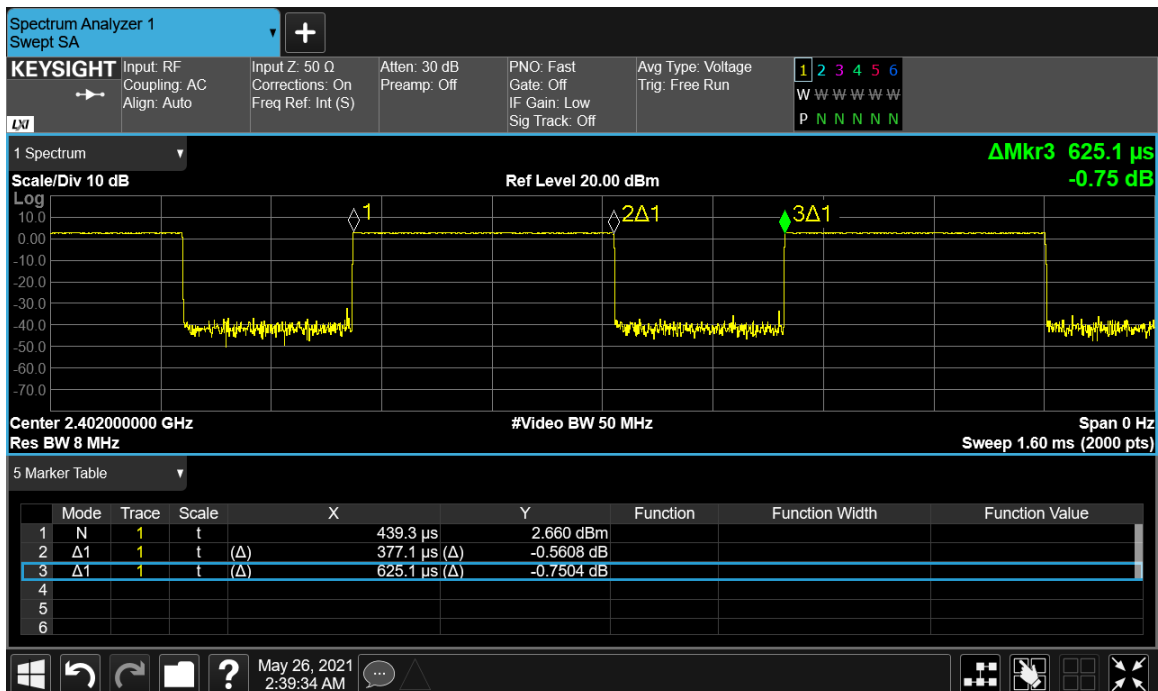 Spectrum Analyzer 1
Swept SA
+
KEYSIGHT Input: RF Input Z: 50 Ω Atten: 30 dB PNO: Fast Avg Type: Voltage 1 2 3 4 5 6
Coupling: AC Corrections: On Preamp: Off Gate: Off Trig: Free Run W W W W W W
Align: Auto Freq Ref: Int (S) IF Gain: Low
LXI Sig Track: Off P N N N N N
1 Spectrum ΔMkr3 625.1 µs
Scale/Div 10 dB Ref Level 20.00 dBm -0.75 dB
Log
1 2Δ1 3Δ1
10.0
0.00
-10.0
-20.0
-30.0
-40.0
-50.0
-60.0
-70.0
Center 2.402000000 GHz #Video BW 50 MHz Span 0 Hz
Res BW 8 MHz Sweep 1.60 ms (2000 pts)
5 Marker Table
Mode Trace Scale X Y Function Function Width Function Value
1 N 1 t 439.3 µs 2.660 dBm
2 Δ1 1 t (Δ) 377.1 µs (Δ) -0.5608 dB
3 Δ1 1 t (Δ) 625.1 µs (Δ) -0.7504 dB
4
5
6
? May 26, 2021
2:39:34 AM